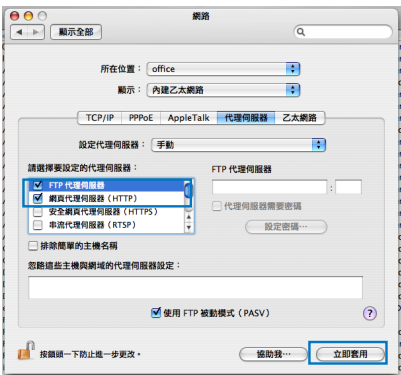 網路
顯示全部
所在位置： office
顯示： 內建乙太網路
TCP/IP PPPoE AppleTalk 代理伺服器 乙太網路
設定代理伺服器： 手動
請選擇要設定的代理伺服器：
FTP 代理伺服器
FTP 代理伺服器
網頁代理伺服器（HTTP）
:
安全網頁代理伺服器（HTTPS）
代理伺服器需要密碼
串流代理伺服器（RTSP）
設定密碼⋯
排除簡單的主機名稱
忽略這些主機與網域的代理伺服器設定：
使用 FTP 被動模式（PASV）
?
按鎖頭一下防止進一步更改。
協助我⋯
立即套用